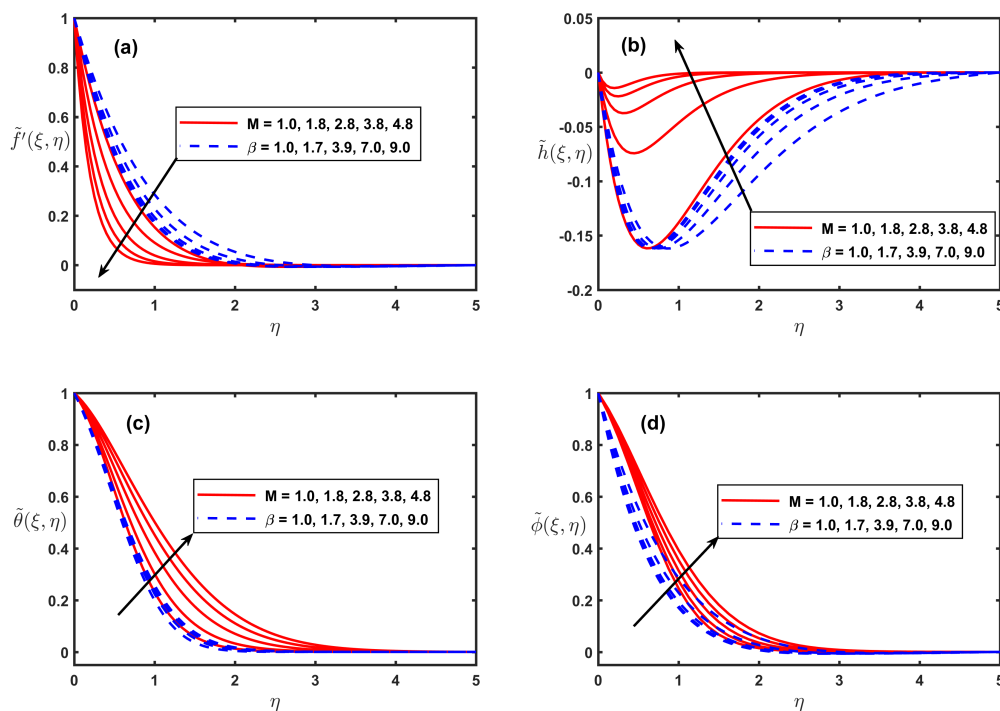 (a)
1
0.8
0.6
0.4
0.2
0
f̃′(ξ, η)
M = 1.0, 1.8, 2.8, 3.8, 4.8
β = 1.0, 1.7, 3.9, 7.0, 9.0
0 1 2 3 4 5
η
(b)
0.05
0
-0.05
-0.1
-0.15
-0.2
h̃(ξ, η)
M = 1.0, 1.8, 2.8, 3.8, 4.8
β = 1.0, 1.7, 3.9, 7.0, 9.0
0 1 2 3 4 5
η
(c)
1
0.8
0.6
0.4
0.2
0
θ̃(ξ, η)
M = 1.0, 1.8, 2.8, 3.8, 4.8
β = 1.0, 1.7, 3.9, 7.0, 9.0
0 1 2 3 4 5
η
(d)
1
0.8
0.6
0.4
0.2
0
ϕ̃(ξ, η)
M = 1.0, 1.8, 2.8, 3.8, 4.8
β = 1.0, 1.7, 3.9, 7.0, 9.0
0 1 2 3 4 5
η